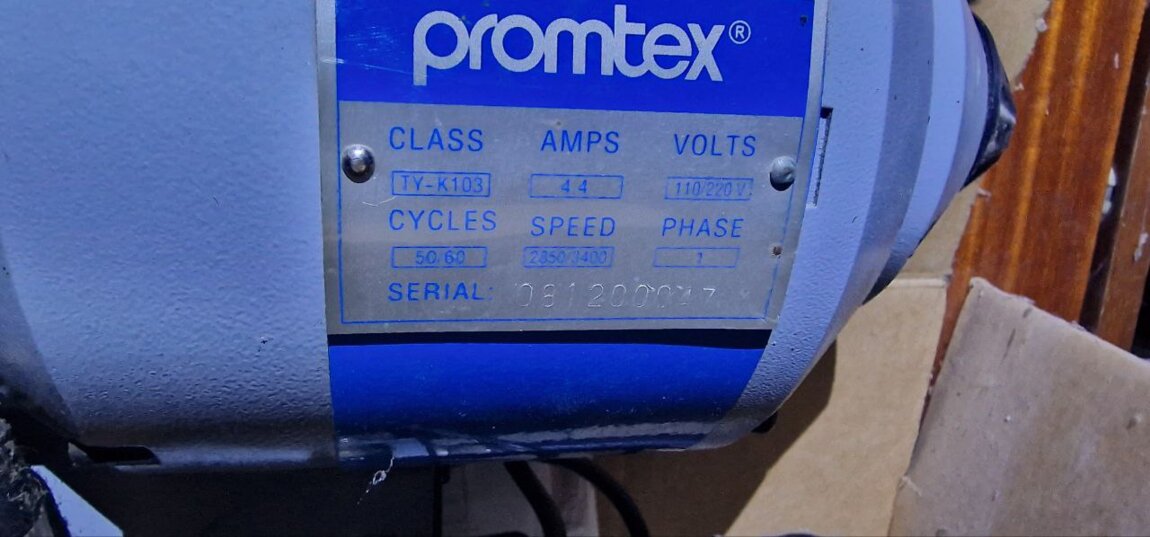 promtex®
CLASS AMPS VOLTS
TY-K103 4.4 110/220 V.
CYCLES SPEED PHASE
50/60 2850/3400 1
SERIAL: